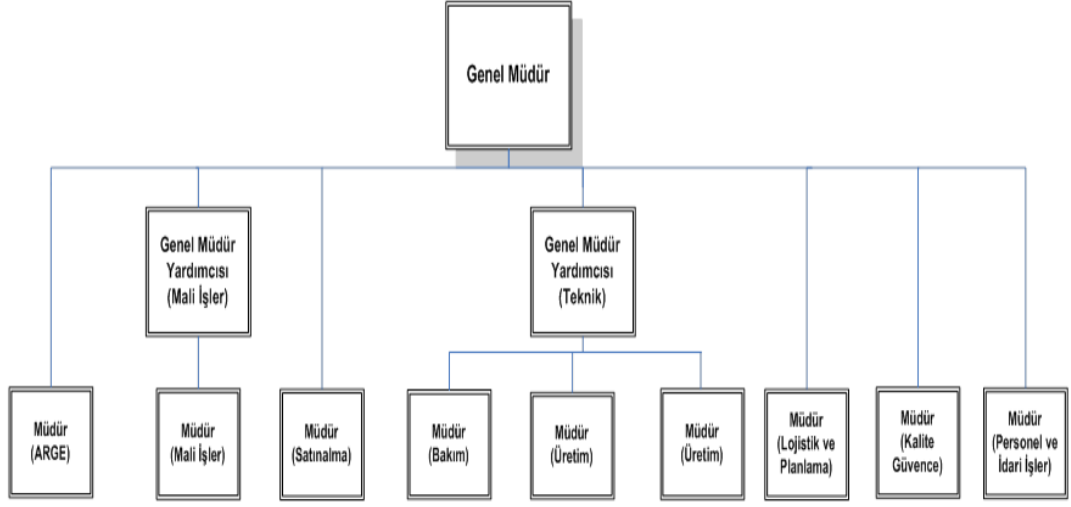 Genel Müdür
Genel Müdür
Yardımcısı
(Mali İşler)
Genel Müdür
Yardımcısı
(Teknik)
Müdür
(ARGE)
Müdür
(Mali İşler)
Müdür
(Satınalma)
Müdür
(Bakım)
Müdür
(Üretim)
Müdür
(Üretim)
Müdür
(Lojistik ve
Planlama)
Müdür
(Kalite
Güvence)
Müdür
(Personel ve
İdari İşler)